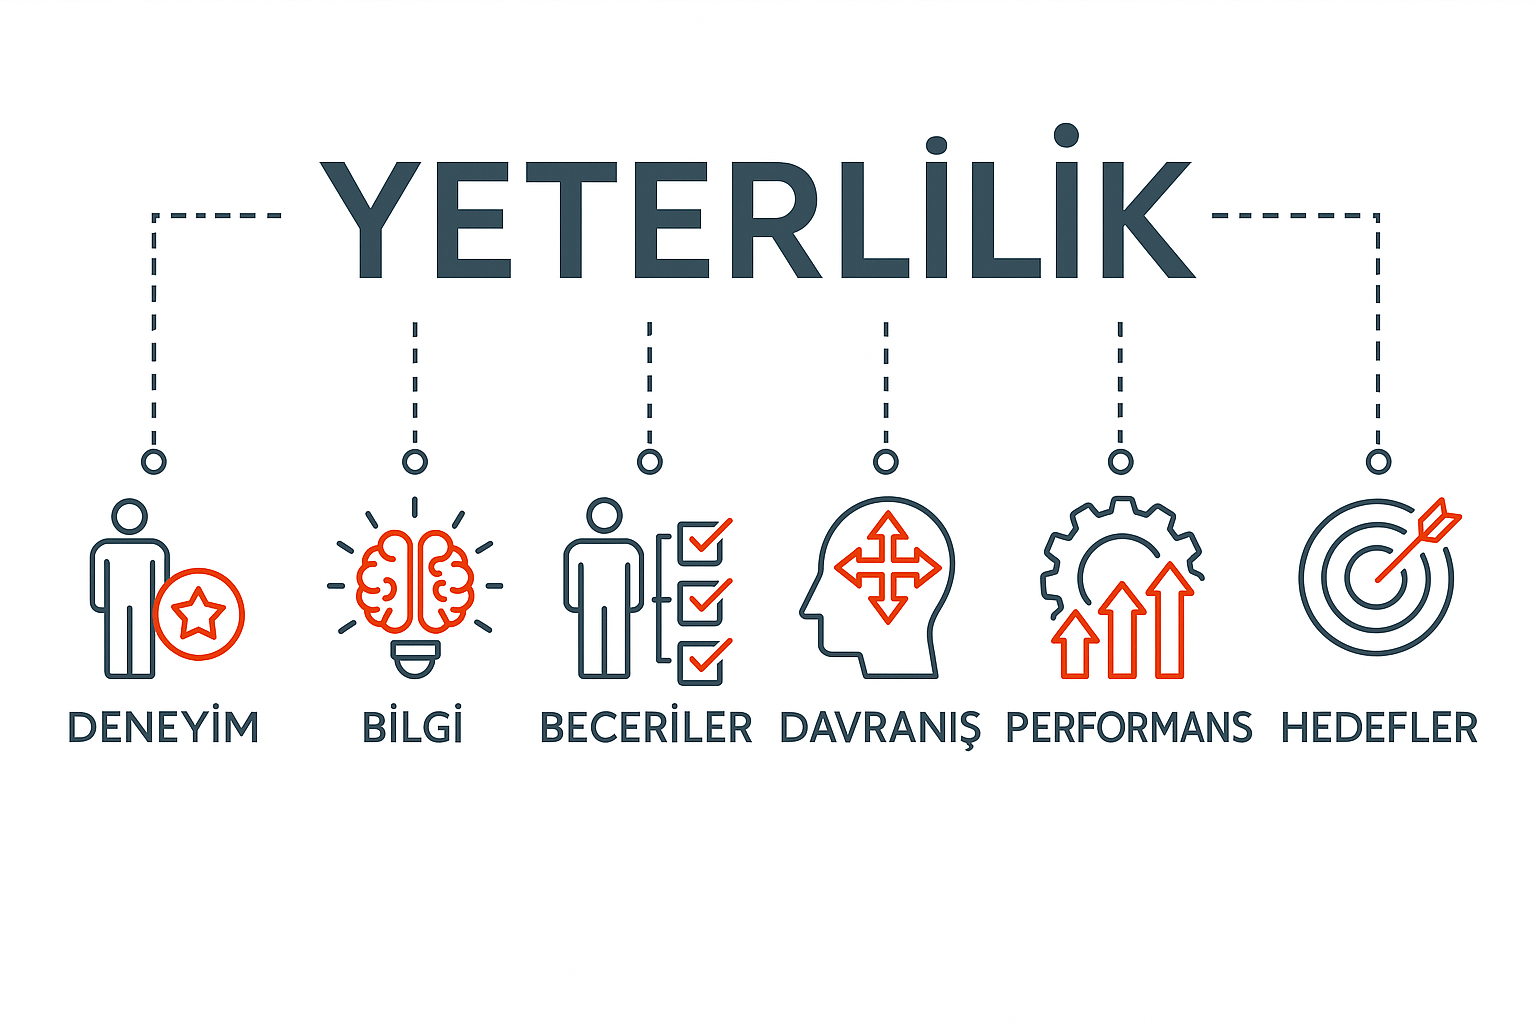 YETERLİLİK
DENEYİM
BİLGİ
BECERİLER
DAVRANIŞ
PERFORMANS
HEDEFLER